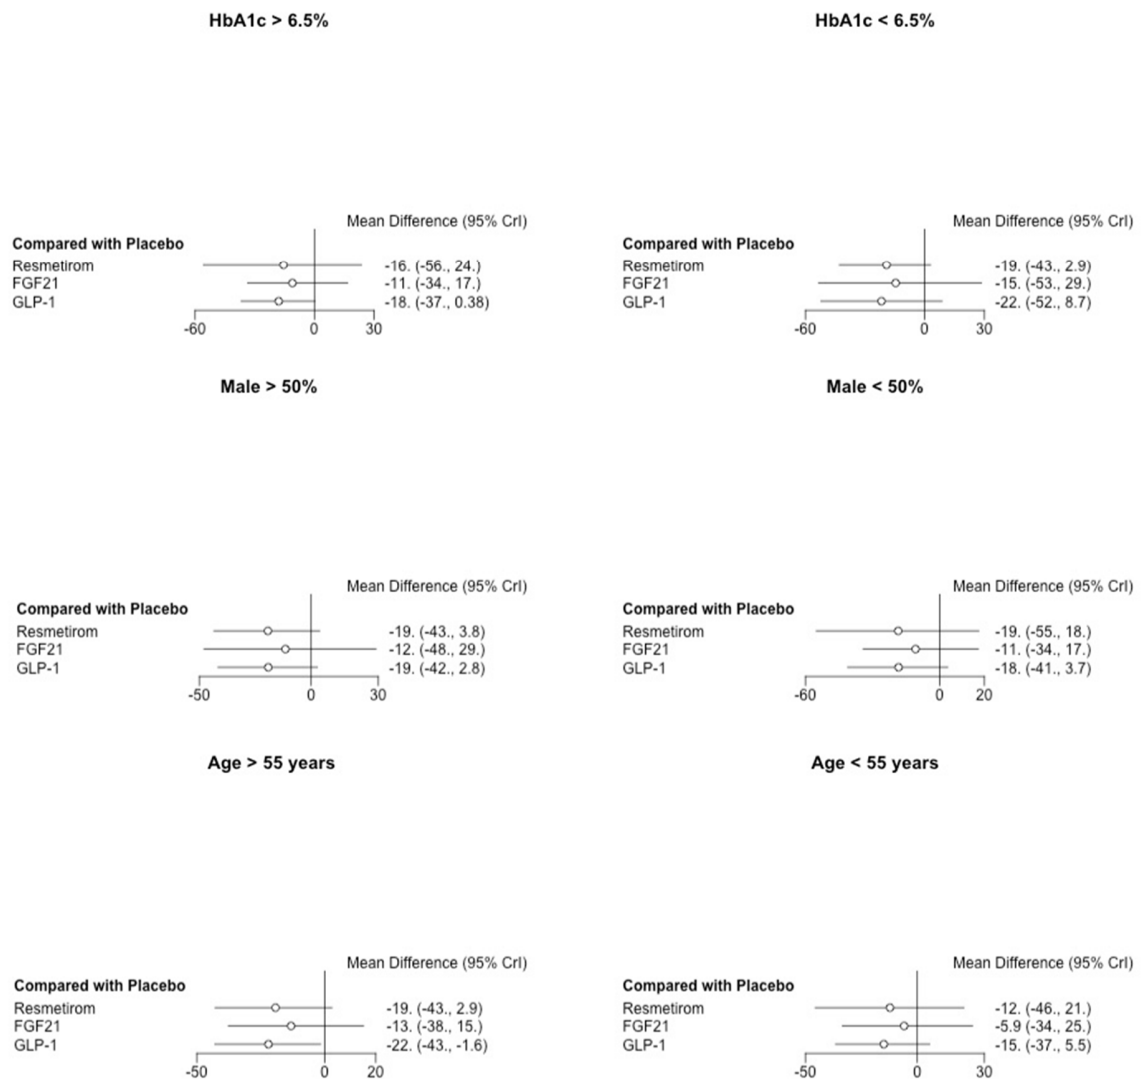 HbA1c > 6.5%
Mean Difference (95% CrI)
Compared with Placebo
Resmetirom -16. (-56., 24.)
FGF21 -11. (-34., 17.)
GLP-1 -18. (-37., 0.38)
-60 0 30
HbA1c < 6.5%
Mean Difference (95% CrI)
Compared with Placebo
Resmetirom -19. (-43., 2.9)
FGF21 -15. (-53., 29.)
GLP-1 -22. (-52., 8.7)
-60 0 30
Male > 50%
Mean Difference (95% CrI)
Compared with Placebo
Resmetirom -19. (-43., 3.8)
FGF21 -12. (-48., 29.)
GLP-1 -19. (-42., 2.8)
-50 0 30
Male < 50%
Mean Difference (95% CrI)
Compared with Placebo
Resmetirom -19. (-55., 18.)
FGF21 -11. (-34., 17.)
GLP-1 -18. (-41., 3.7)
-60 0 20
Age > 55 years
Mean Difference (95% CrI)
Compared with Placebo
Resmetirom -19. (-43., 2.9)
FGF21 -13. (-38., 15.)
GLP-1 -22. (-43., -1.6)
-50 0 20
Age < 55 years
Mean Difference (95% CrI)
Compared with Placebo
Resmetirom -12. (-46., 21.)
FGF21 -5.9 (-34., 25.)
GLP-1 -15. (-37., 5.5)
-50 0 30